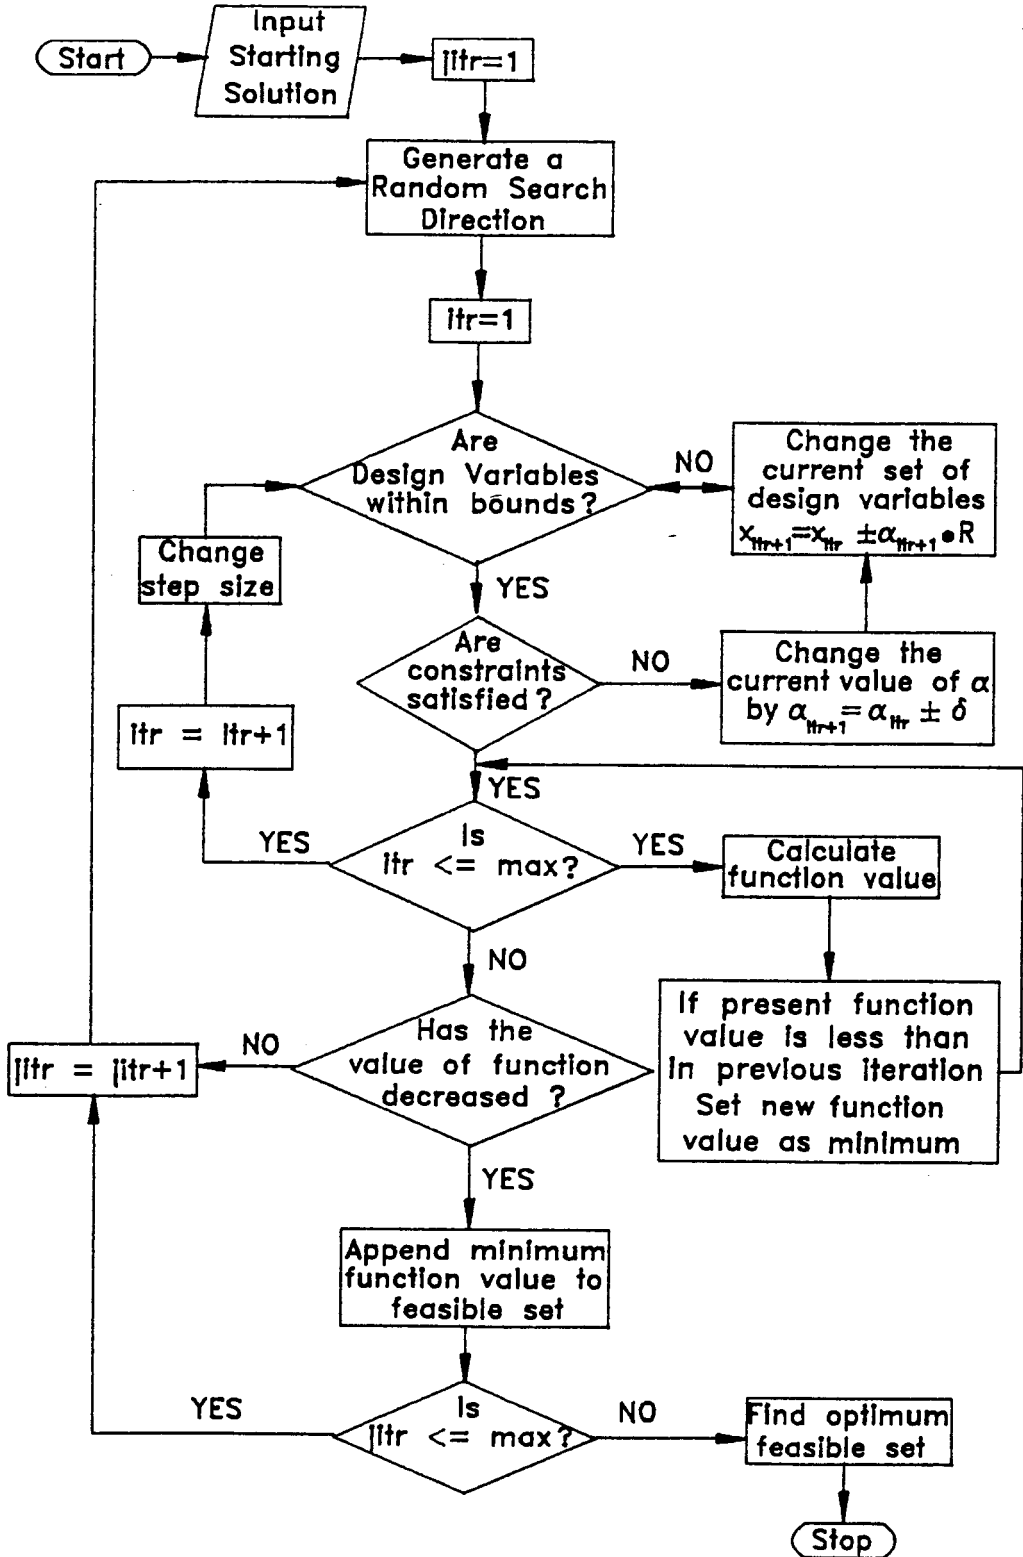 Start
Input
Starting
Solution
jitr=1
Generate a
Random Search
Direction
itr=1
Are
Design Variables
within bounds?
NO
Change the
current set of
design variables
x_itr+1=x_itr ±α_itr+1 • R
Change
step size
YES
Are
constraints
satisfied?
NO
Change the
current value of α
by α_itr+1 = α_itr ± δ
itr = itr+1
YES
YES
Is
itr <= max?
YES
Calculate
function value
NO
If present function
value is less than
in previous iteration
Set new function
value as minimum
Has the
value of function
decreased ?
NO
jitr = jitr+1
YES
Append minimum
function value to
feasible set
YES
Is
jitr <= max?
NO
Find optimum
feasible set
Stop